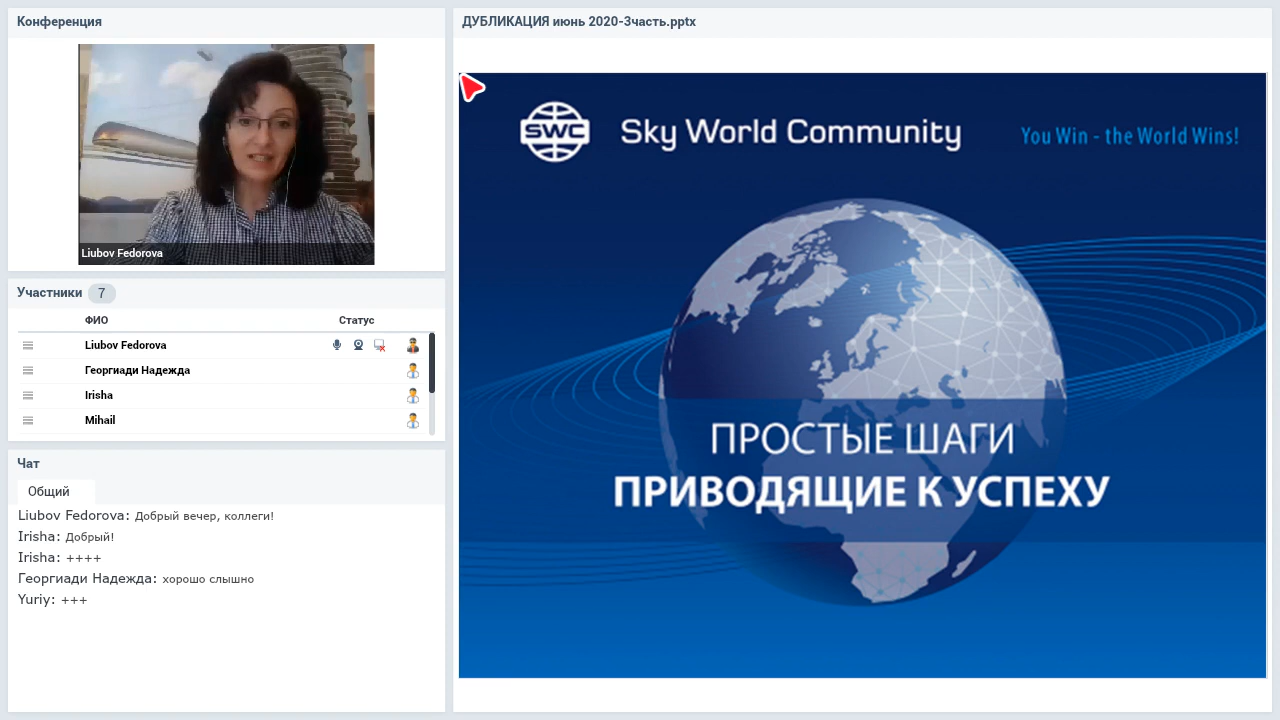 Конференция
Liubov Fedorova
Участники 7
ФИО Статус
Liubov Fedorova
Георгиади Надежда
Irisha
Mihail
Чат
Общий
Liubov Fedorova: Добрый вечер, коллеги!
Irisha: Добрый!
Irisha: ++++
Георгиади Надежда: хорошо слышно
Yuriy: +++
ДУБЛИКАЦИЯ июнь 2020-3часть.pptx
SWC Sky World Community You Win - the World Wins!
ПРОСТЫЕ ШАГИ
ПРИВОДЯЩИЕ К УСПЕХУ